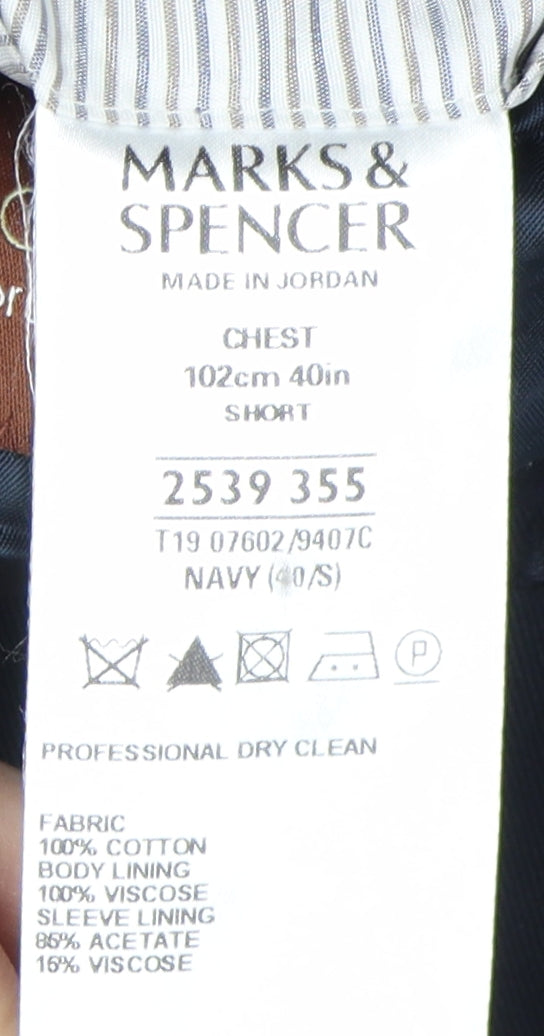 MARKS &
SPENCER
MADE IN JORDAN
CHEST
102cm 40in
SHORT
2539 355
T19 07602/9407C
NAVY (40/S)
P
PROFESSIONAL DRY CLEAN
FABRIC
100% COTTON
BODY LINING
100% VISCOSE
SLEEVE LINING
85% ACETATE
15% VISCOSE